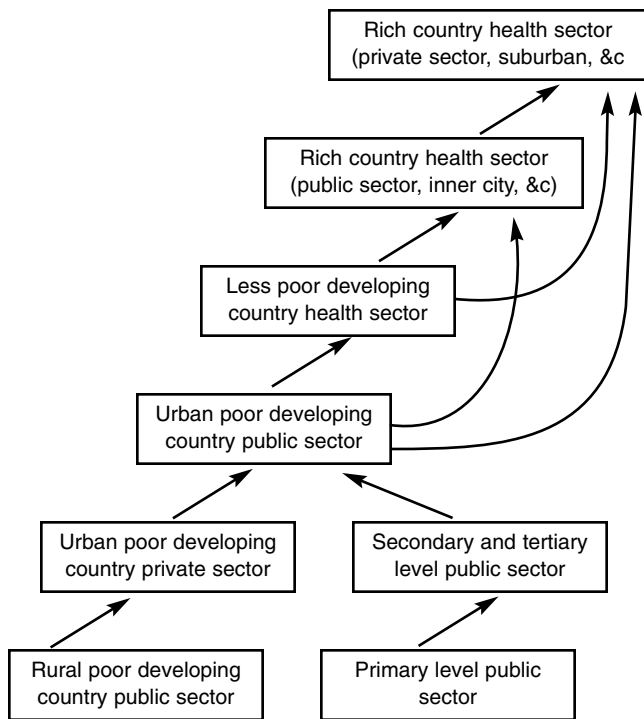 Rich country health sector
(private sector, suburban, &c
Rich country health sector
(public sector, inner city, &c)
Less poor developing
country health sector
Urban poor developing
country public sector
Urban poor developing
country private sector
Secondary and tertiary
level public sector
Rural poor developing
country public sector
Primary level public
sector